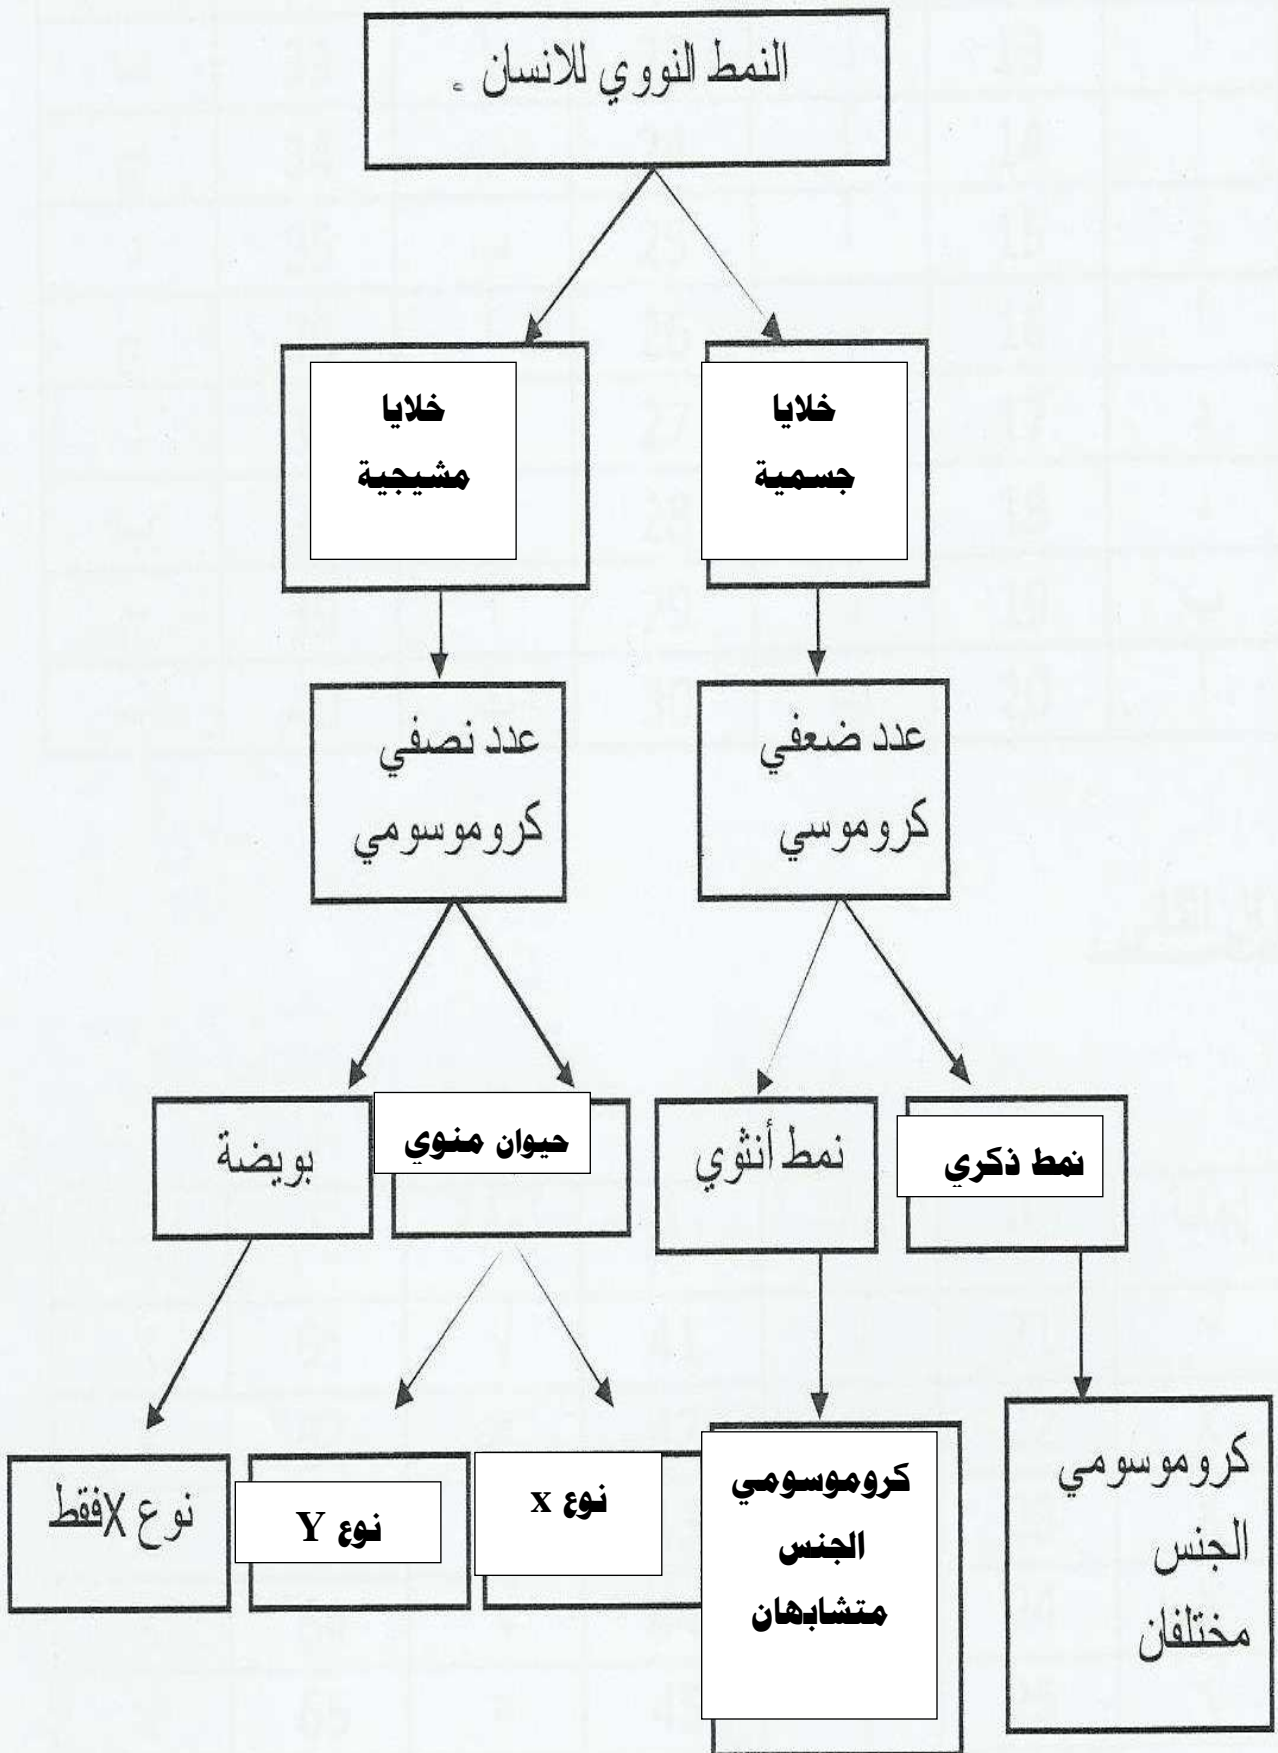 النمط النووي للانسان
خلايا
جسمية
خلايا
مشيجية
عدد ضعفي
كروموسي
عدد نصفي
كروموسومي
نمط ذكري
نمط أنثوي
حيوان منوي
بويضة
كروموسومي
الجنس
مختلفان
كروموسومي
الجنس
متشابهان
نوع x
نوع Y
نوع Xفقط